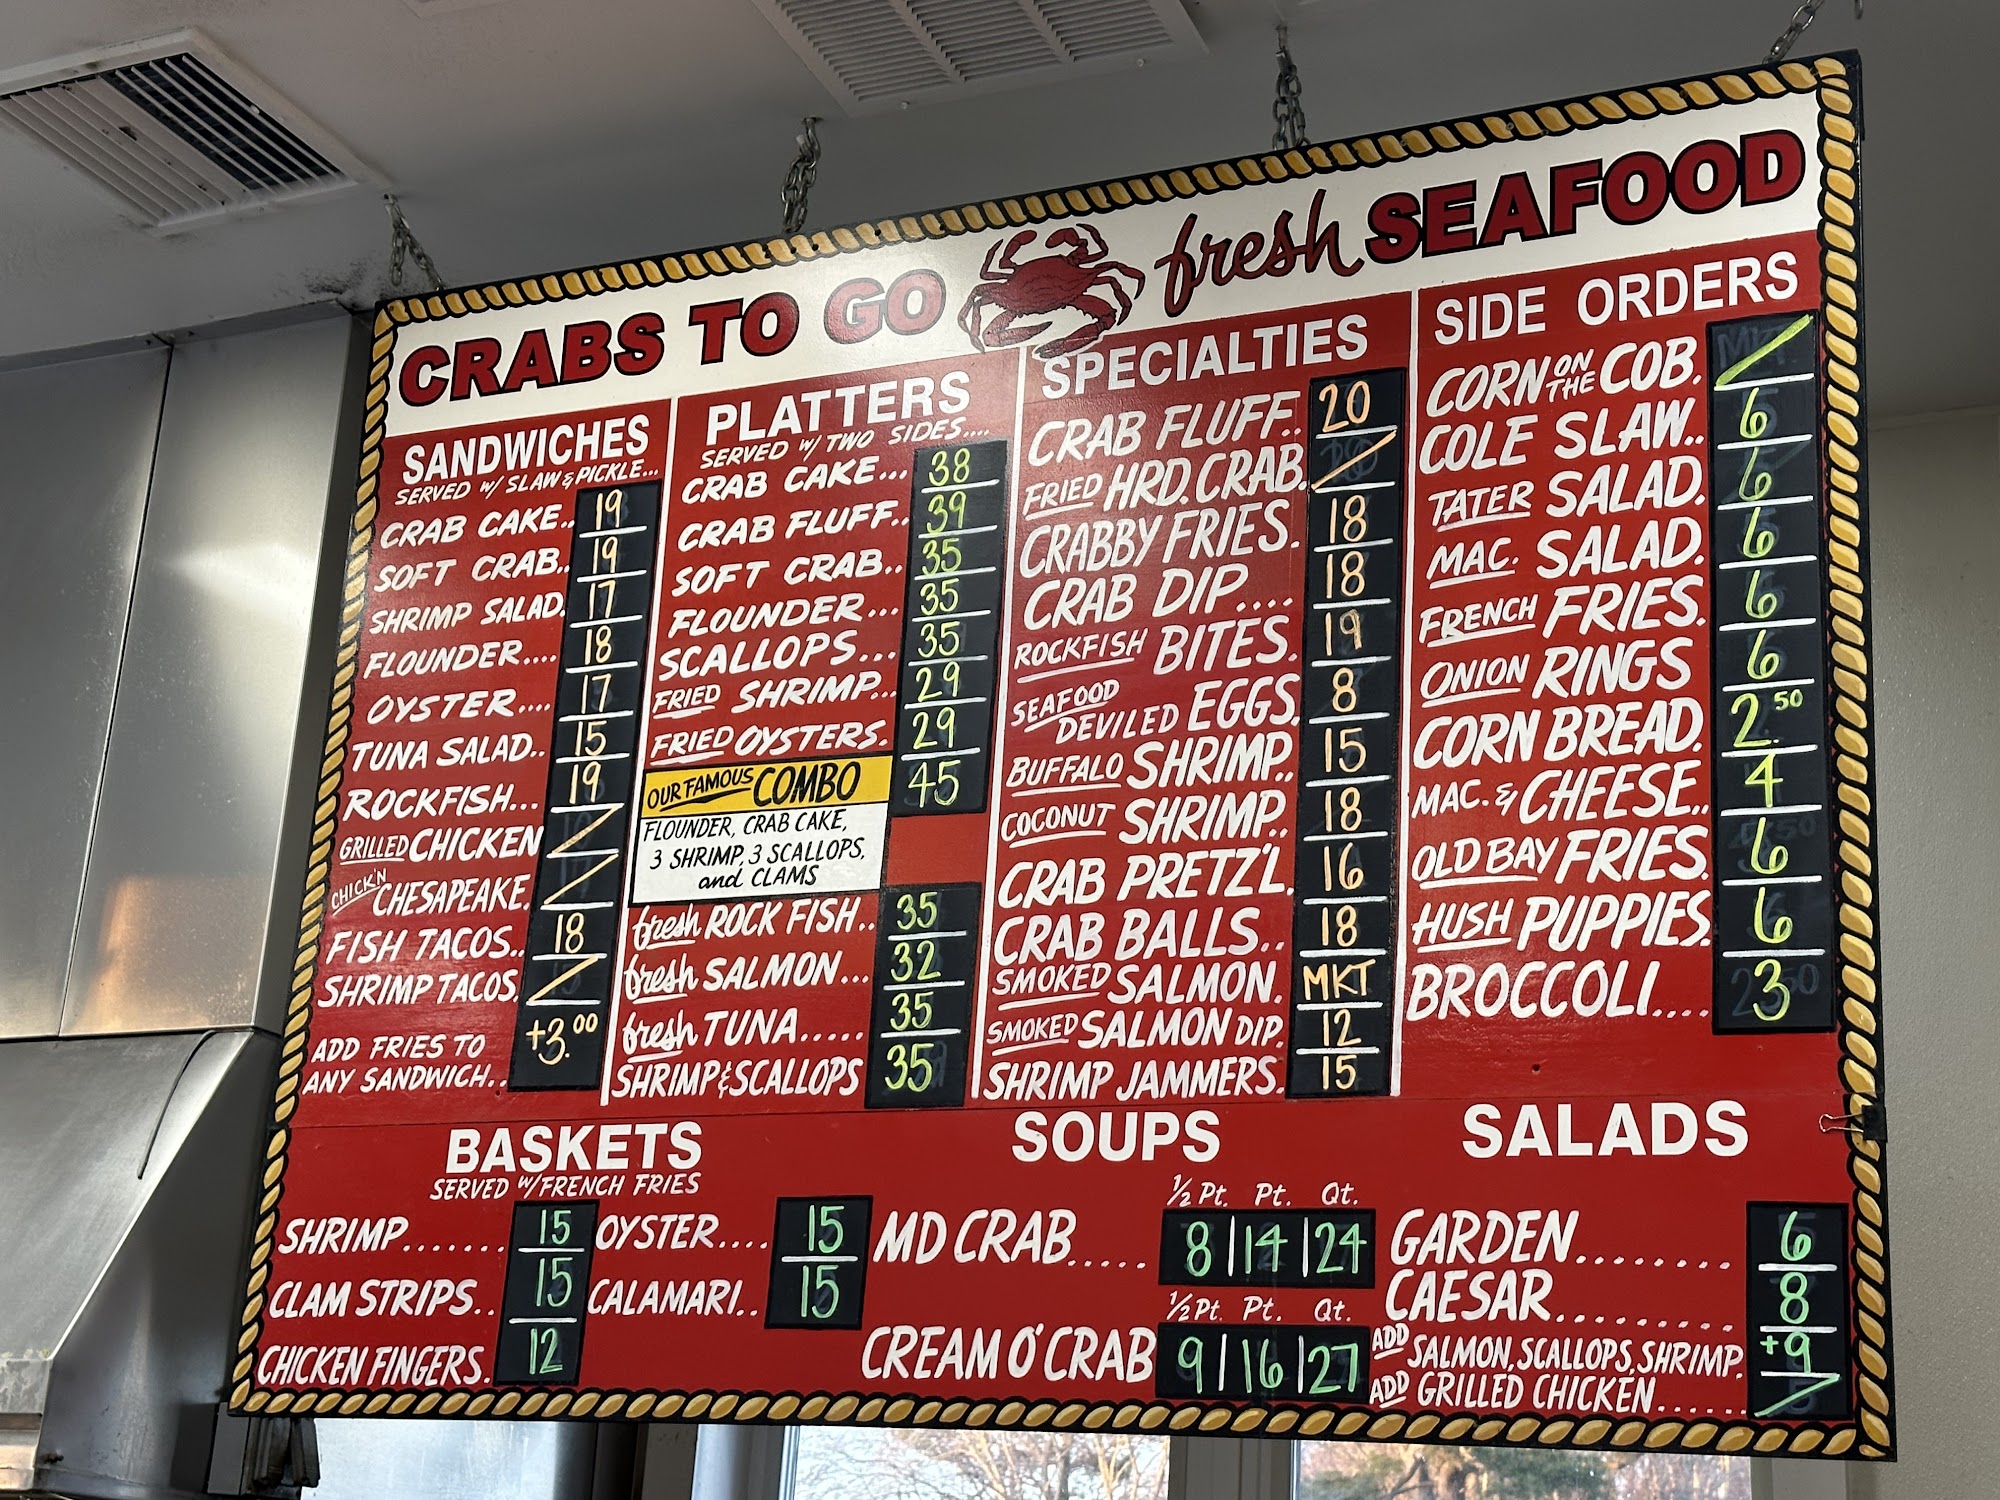 CRABS TO GO fresh SEAFOOD
SANDWICHES
SERVED W/ SLAW & PICKLE...
CRAB CAKE.. 19
SOFT CRAB.. 19
SHRIMP SALAD. 17
FLOUNDER.... 18
OYSTER.... 17
TUNA SALAD.. 15
ROCKFISH... 19
GRILLED CHICKEN
CHICK'N CHESAPEAKE.
FISH TACOS.. 18
SHRIMP TACOS.
ADD FRIES TO
ANY SANDWICH.. +3.00
PLATTERS
SERVED W/ TWO SIDES....
CRAB CAKE... 38
CRAB FLUFF.. 39
SOFT CRAB.. 35
FLOUNDER... 35
SCALLOPS... 35
FRIED SHRIMP... 29
FRIED OYSTERS. 29
OUR FAMOUS COMBO 45
FLOUNDER, CRAB CAKE,
3 SHRIMP, 3 SCALLOPS,
and CLAMS
fresh ROCK FISH.. 35
fresh SALMON... 32
fresh TUNA..... 35
SHRIMP & SCALLOPS 35
SPECIALTIES
CRAB FLUFF.. 20
FRIED HRD. CRAB.
CRABBY FRIES. 18
CRAB DIP.... 18
ROCKFISH BITES. 19
SEAFOOD
DEVILED EGGS. 8
BUFFALO SHRIMP.. 15
COCONUT SHRIMP.. 18
CRAB PRETZ'L. 16
CRAB BALLS.. 18
SMOKED SALMON. MKT
SMOKED SALMON DIP. 12
SHRIMP JAMMERS. 15
SIDE ORDERS
CORN ON THE COB.
COLE SLAW.. 6
TATER SALAD. 6
MAC. SALAD. 6
FRENCH FRIES. 6
ONION RINGS 6
CORN BREAD. 2.50
MAC. & CHEESE.. 4
OLD BAY FRIES. 6
HUSH PUPPIES. 6
BROCCOLI.... 3
BASKETS
SERVED W/ FRENCH FRIES
SHRIMP....... 15 OYSTER.... 15
CLAM STRIPS.. 15 CALAMARI.. 15
CHICKEN FINGERS. 12
SOUPS
1/2 Pt. Pt. Qt.
MD CRAB..... 8 | 14 | 24
1/2 Pt. Pt. Qt.
CREAM O' CRAB 9 | 16 | 27
SALADS
GARDEN........ 6
CAESAR......... 8
ADD SALMON, SCALLOPS, SHRIMP. +9
ADD GRILLED CHICKEN......